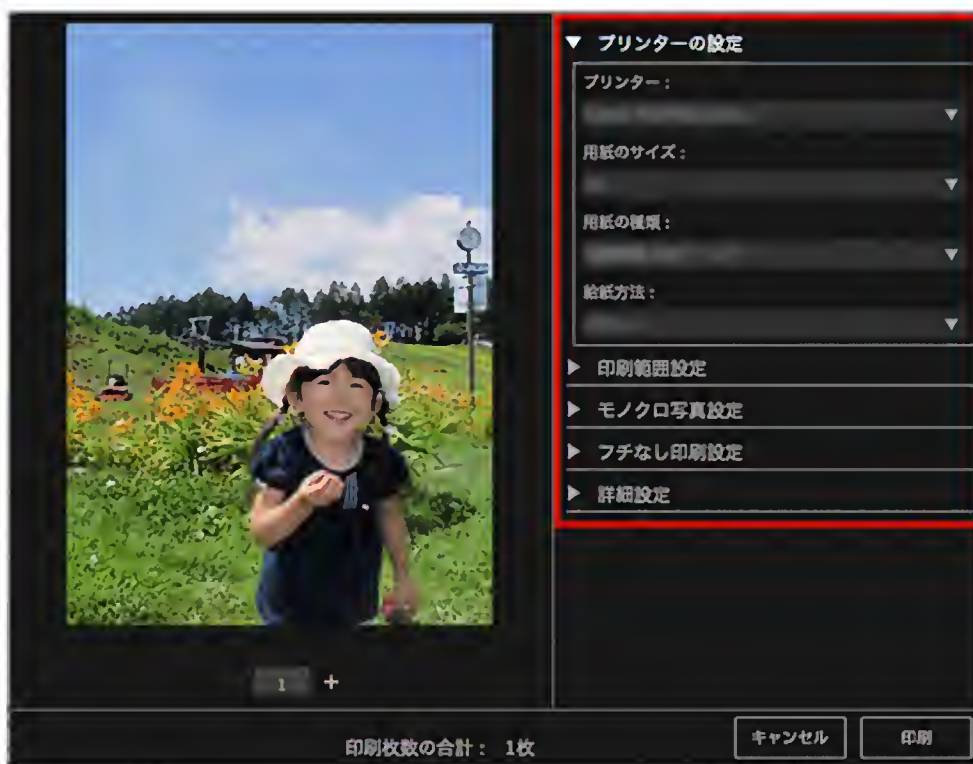 プリンターの設定
プリンター：
用紙のサイズ：
用紙の種類：
給紙方法：
印刷範囲設定
モノクロ写真設定
フチなし印刷設定
詳細設定
1 +
印刷枚数の合計： 1枚
キャンセル
印刷